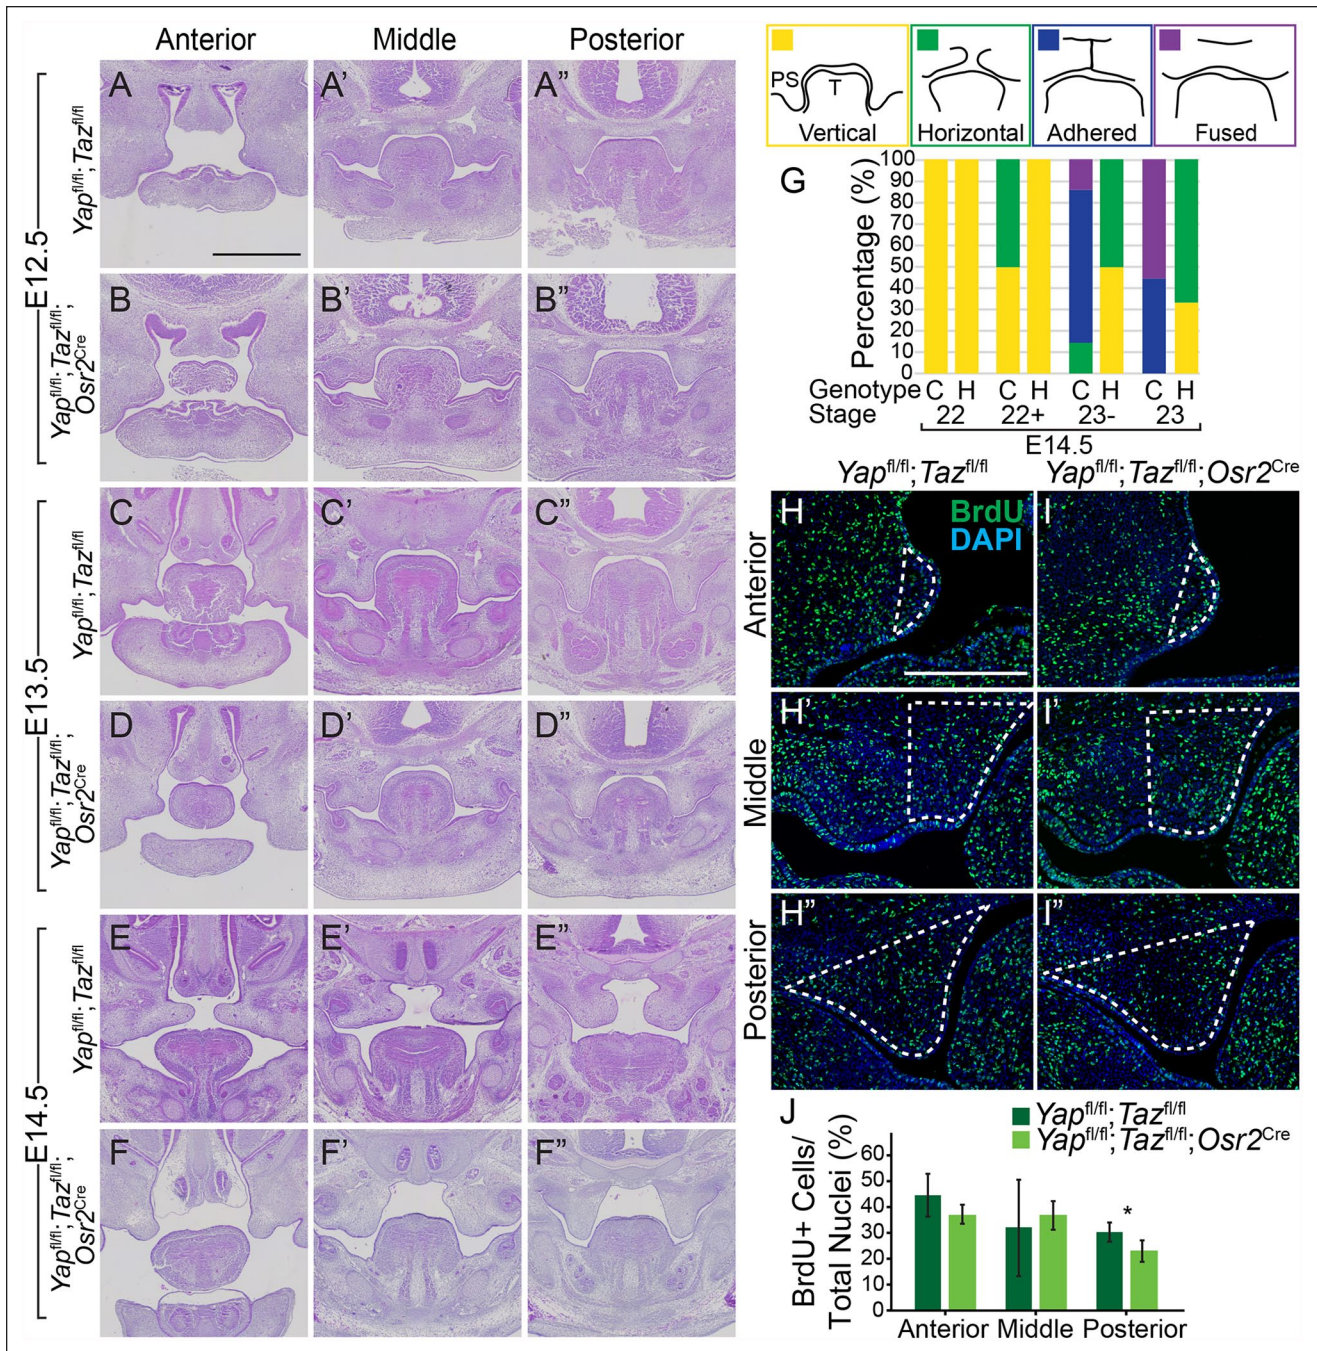 Anterior Middle Posterior
E12.5
Yap^fl/fl;Taz^fl/fl
A A’ A”
Yap^fl/fl;Taz^fl/fl;
Osr2^Cre
B B’ B”
E13.5
Yap^fl/fl;Taz^fl/fl
C C’ C”
Yap^fl/fl;Taz^fl/fl;
Osr2^Cre
D D’ D”
E14.5
Yap^fl/fl;Taz^fl/fl
E E’ E”
Yap^fl/fl;Taz^fl/fl;
Osr2^Cre
F F’ F”
PS T
Vertical Horizontal Adhered Fused
G
Percentage (%)
100
90
80
70
60
50
40
30
20
10
0
Genotype C H C H C H C H
Stage 22 22+ 23- 23
E14.5
Yap^fl/fl;Taz^fl/fl Yap^fl/fl;Taz^fl/fl;Osr2^Cre
Anterior
H BrdU I
DAPI
Middle
H’ I’
Posterior
H” I”
J
Yap^fl/fl;Taz^fl/fl
Yap^fl/fl;Taz^fl/fl;Osr2^Cre
BrdU+ Cells/
Total Nuclei (%)
60
50
40
30
20
10
0
*
Anterior Middle Posterior